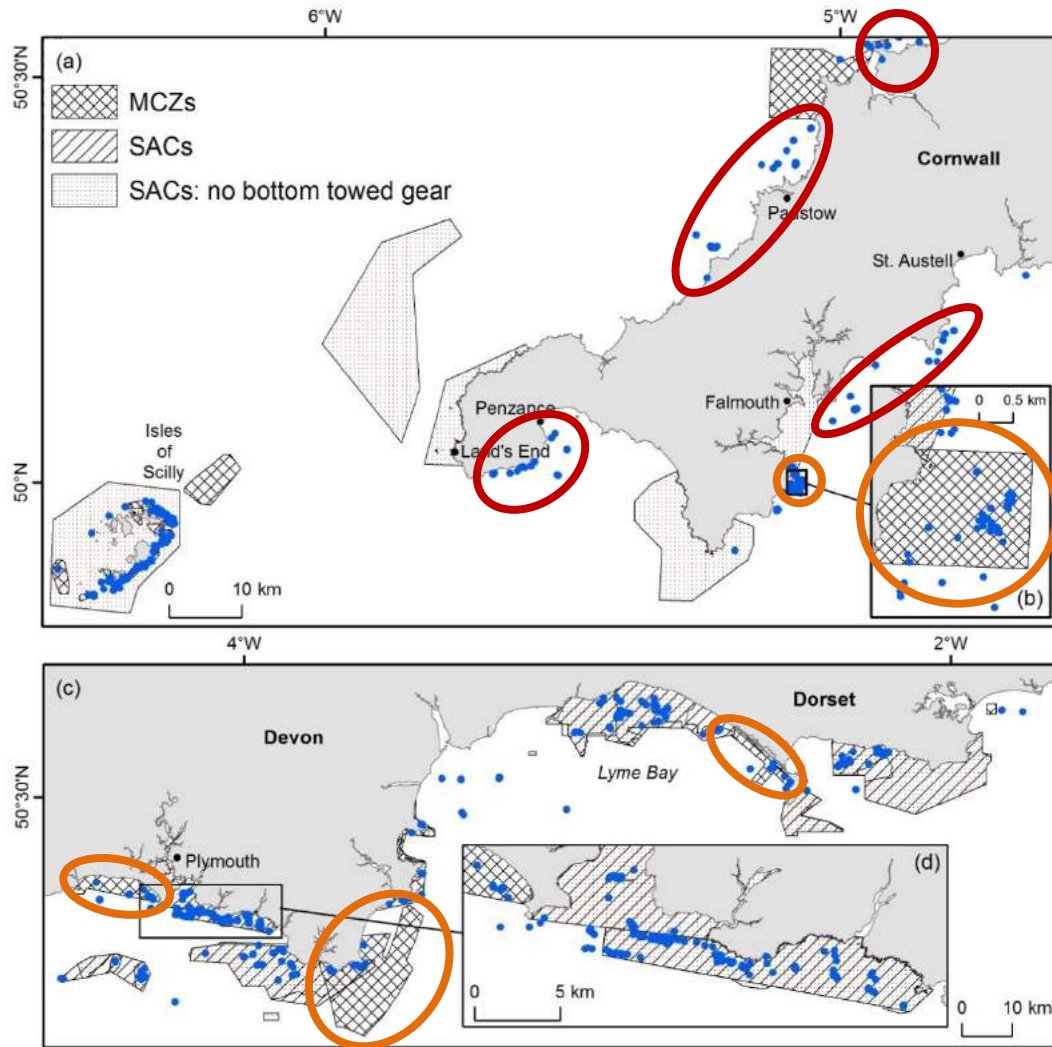 6°W
5°W
50°30'N
(a)
MCZs
SACs
SACs: no bottom towed gear
Cornwall
Padstow
St. Austell
Falmouth
0 0.5 km
Penzance
Land's End
Isles of
Scilly
50°N
0 10 km
(b)
4°W
2°W
(c)
Devon
Dorset
Lyme Bay
50°30'N
Plymouth
(d)
0 5 km
0 10 km